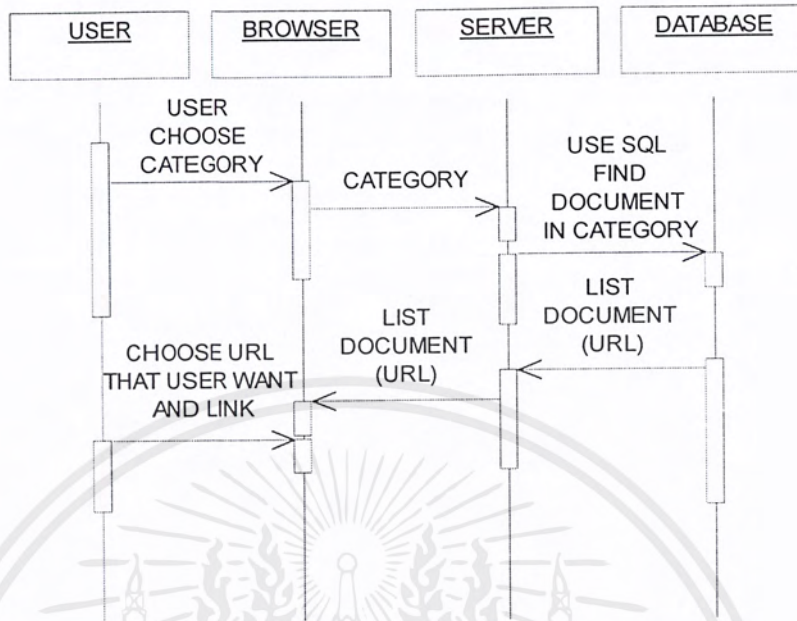 USER
BROWSER
SERVER
DATABASE
USER
CHOOSE
CATEGORY
CATEGORY
USE SQL
FIND
DOCUMENT
IN CATEGORY
LIST
DOCUMENT
(URL)
LIST
DOCUMENT
(URL)
CHOOSE URL
THAT USER WANT
AND LINK